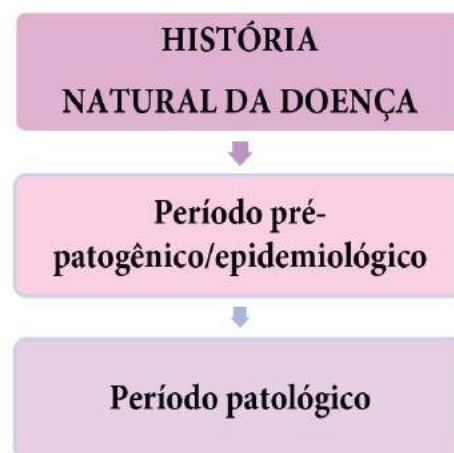 HISTÓRIA
NATURAL DA DOENÇA
Período pré-
patogênico/epidemiológico
Período patológico